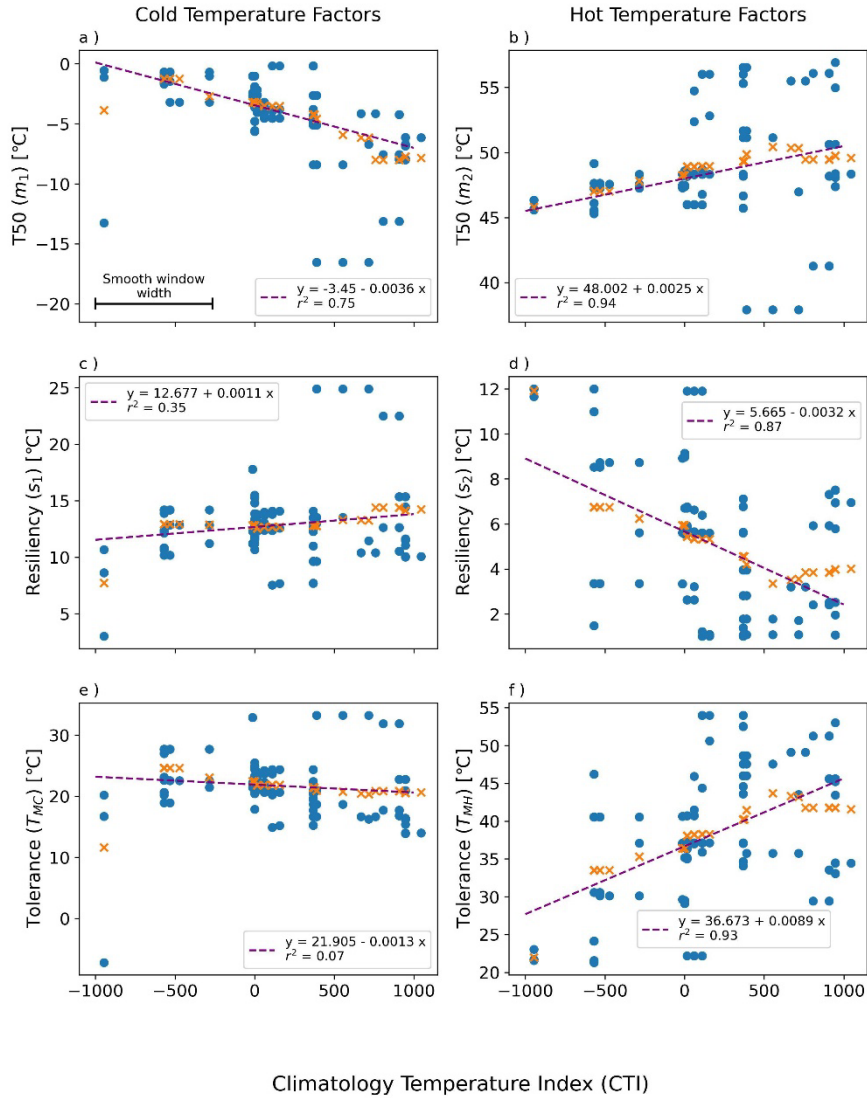 Cold Temperature Factors
Hot Temperature Factors
a )
b )
0
−5
−10
−15
−20
T50 (m1) [℃]
Smooth window
width
y = -3.45 - 0.0036 x
r² = 0.75
55
50
45
40
T50 (m2) [℃]
y = 48.002 + 0.0025 x
r² = 0.94
c )
d )
25
20
15
10
5
Resiliency (s1) [℃]
y = 12.677 + 0.0011 x
r² = 0.35
12
10
8
6
4
2
Resiliency (s2) [℃]
y = 5.665 - 0.0032 x
r² = 0.87
e )
f )
30
20
10
0
Tolerance (TMC) [℃]
y = 21.905 - 0.0013 x
r² = 0.07
55
50
45
40
35
30
25
20
Tolerance (TMH) [℃]
y = 36.673 + 0.0089 x
r² = 0.93
−1000 −500 0 500 1000
−1000 −500 0 500 1000
Climatology Temperature Index (CTI)